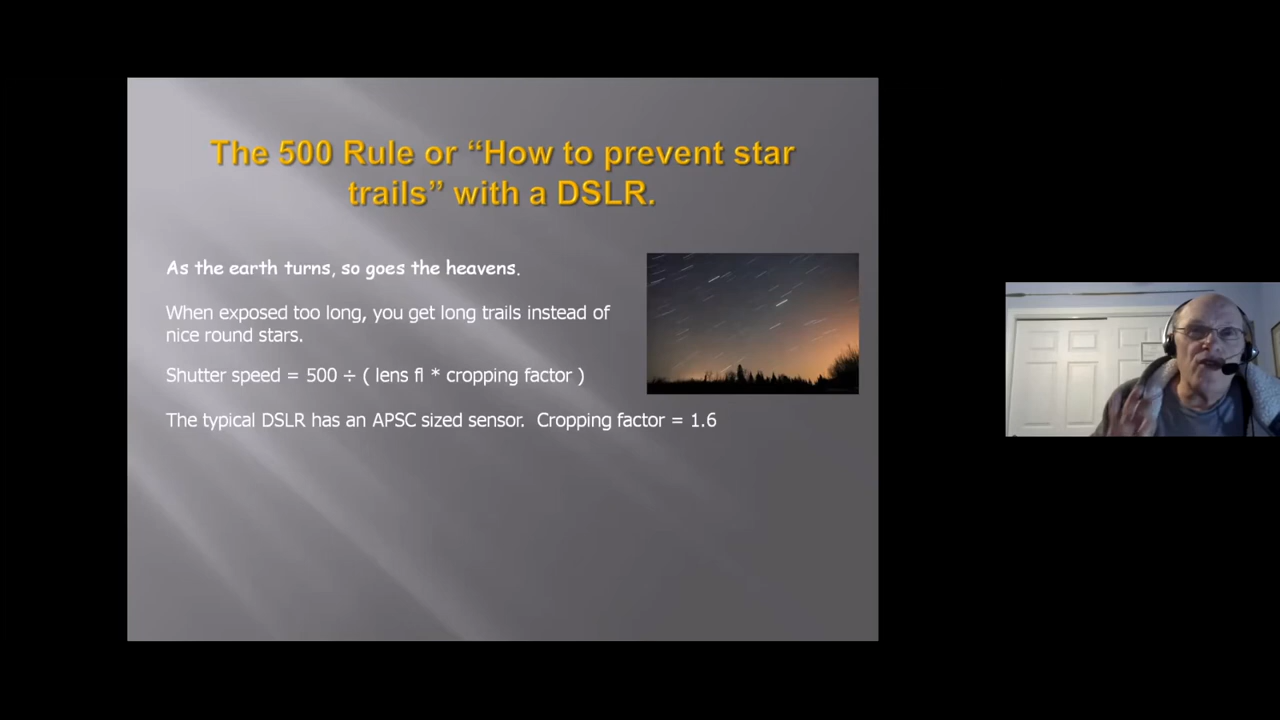 The 500 Rule or “How to prevent star
trails” with a DSLR.
As the earth turns, so goes the heavens.
When exposed too long, you get long trails instead of
nice round stars.
Shutter speed = 500 ÷ ( lens fl * cropping factor )
The typical DSLR has an APSC sized sensor.  Cropping factor = 1.6